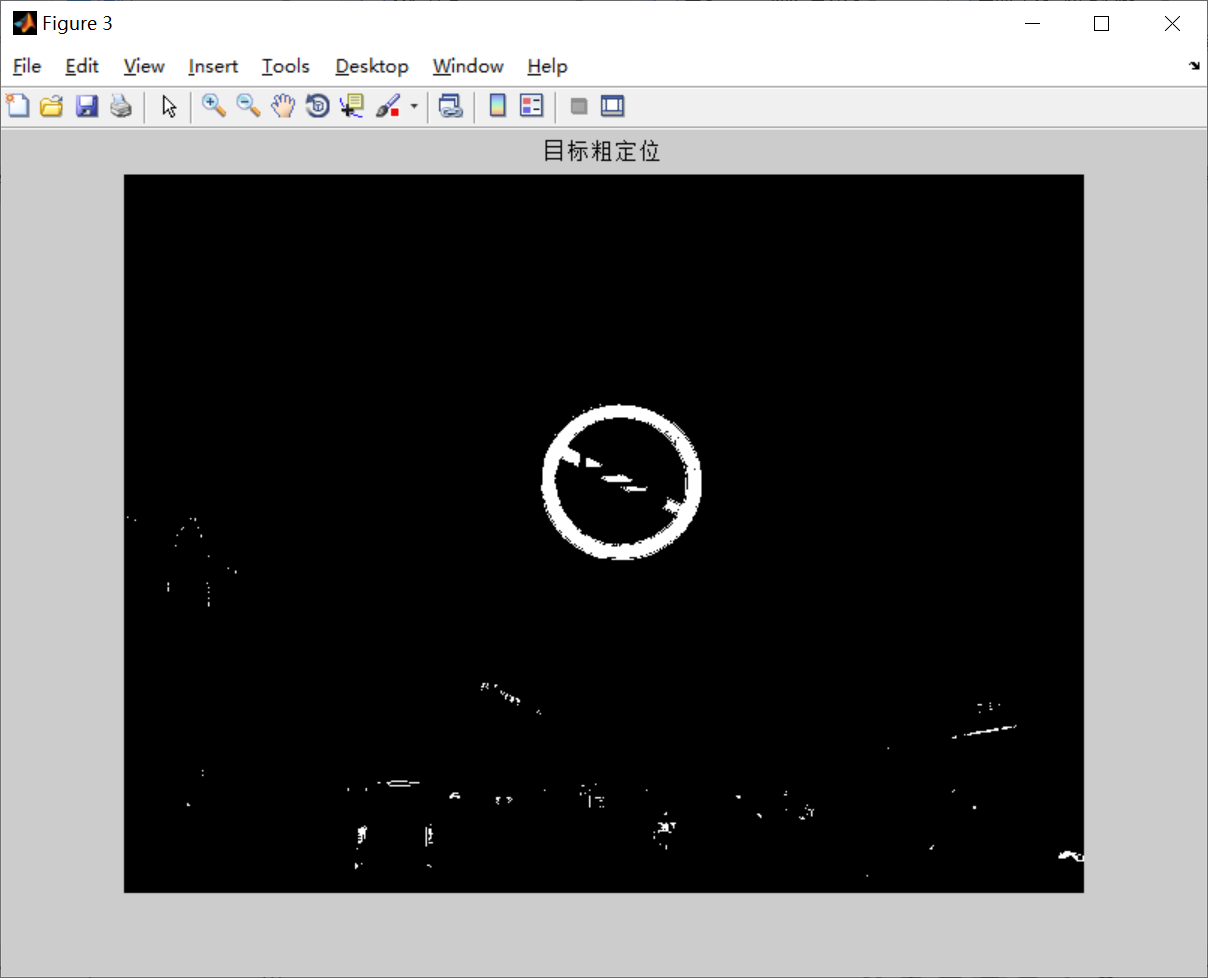 Figure 3
File Edit View Insert Tools Desktop Window Help
目标粗定位